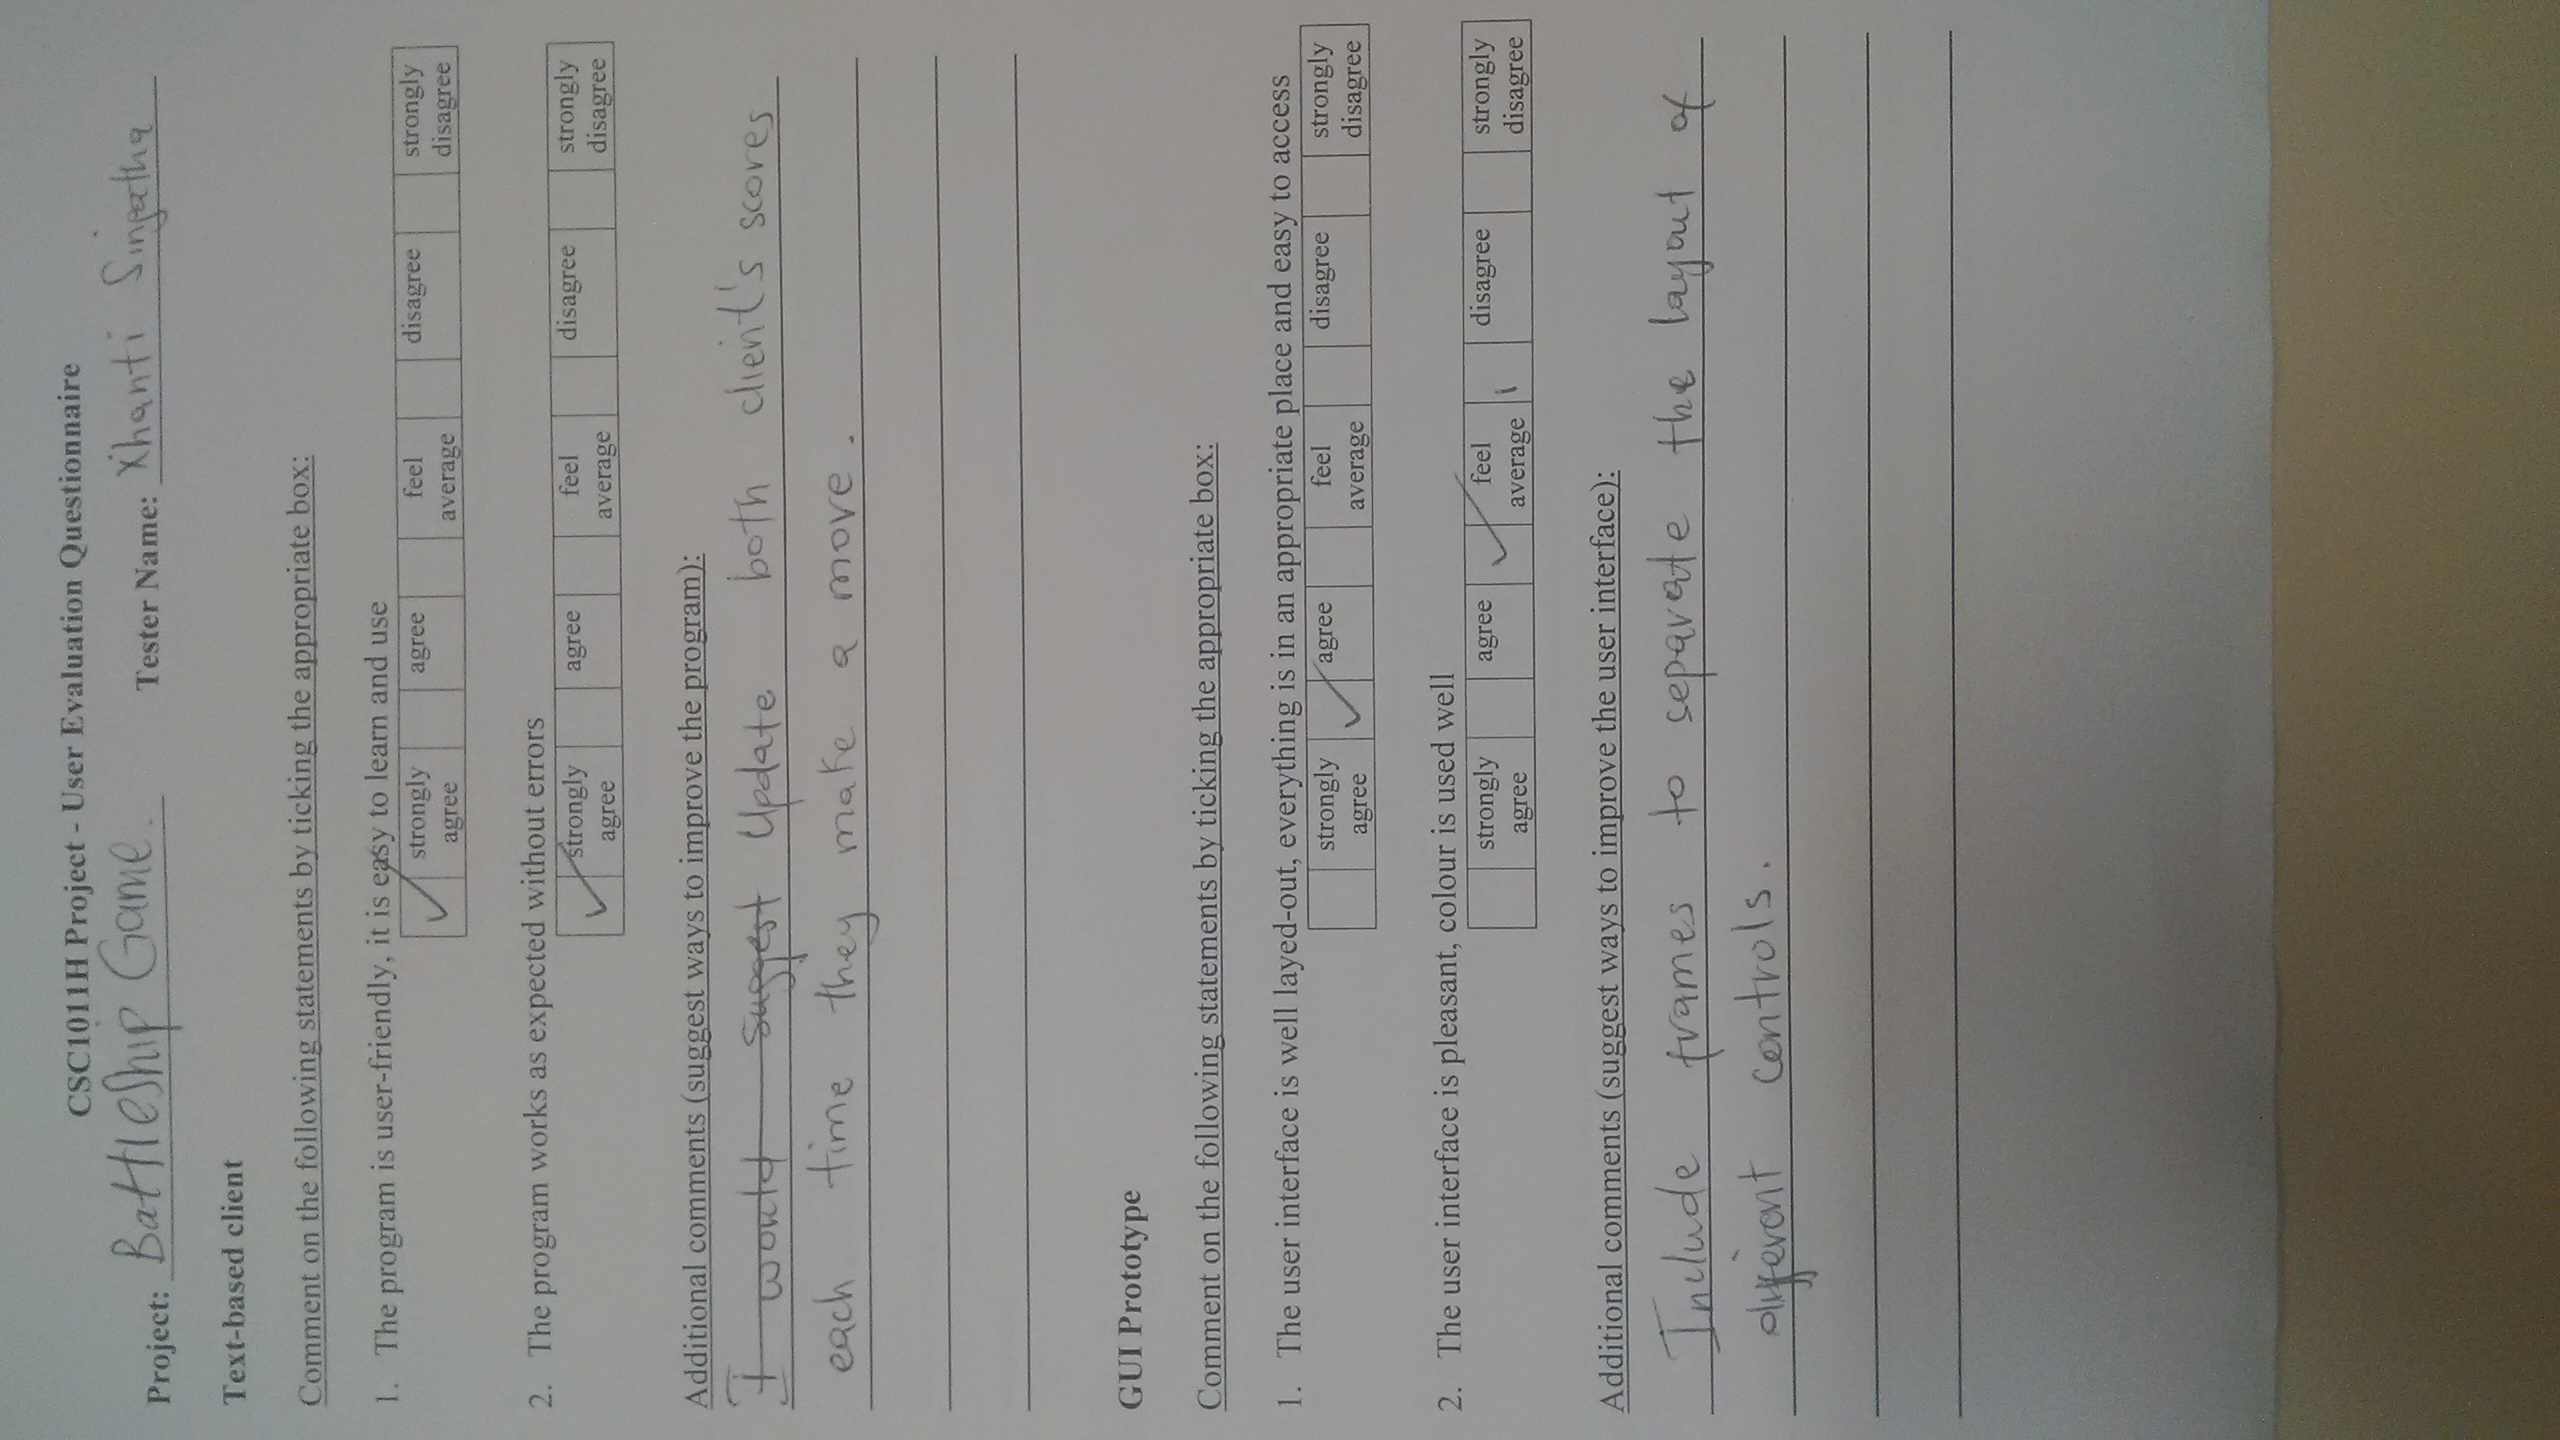 CSC1011H Project - User Evaluation Questionnaire
Project: Battleship Game. Tester Name: Xhanti
Text-based client
Comment on the following statements by ticking the appropriate box:
1. The program is user-friendly, it is easy to learn and use
✓ strongly agree agree feel average disagree strongly disagree
2. The program works as expected without errors
✓ strongly agree agree feel average disagree strongly disagree
Additional comments (suggest ways to improve the program):
I would suggest Update both client's scores
each time they make a move.
GUI Prototype
Comment on the following statements by ticking the appropriate box:
1. The user interface is well layed-out, everything is in an appropriate place and easy to access
strongly agree ✓ agree feel average disagree strongly disagree
2. The user interface is pleasant, colour is used well
strongly agree agree ✓ feel average disagree strongly disagree
Additional comments (suggest ways to improve the user interface):
Include frames to separate the layout of
different controls.